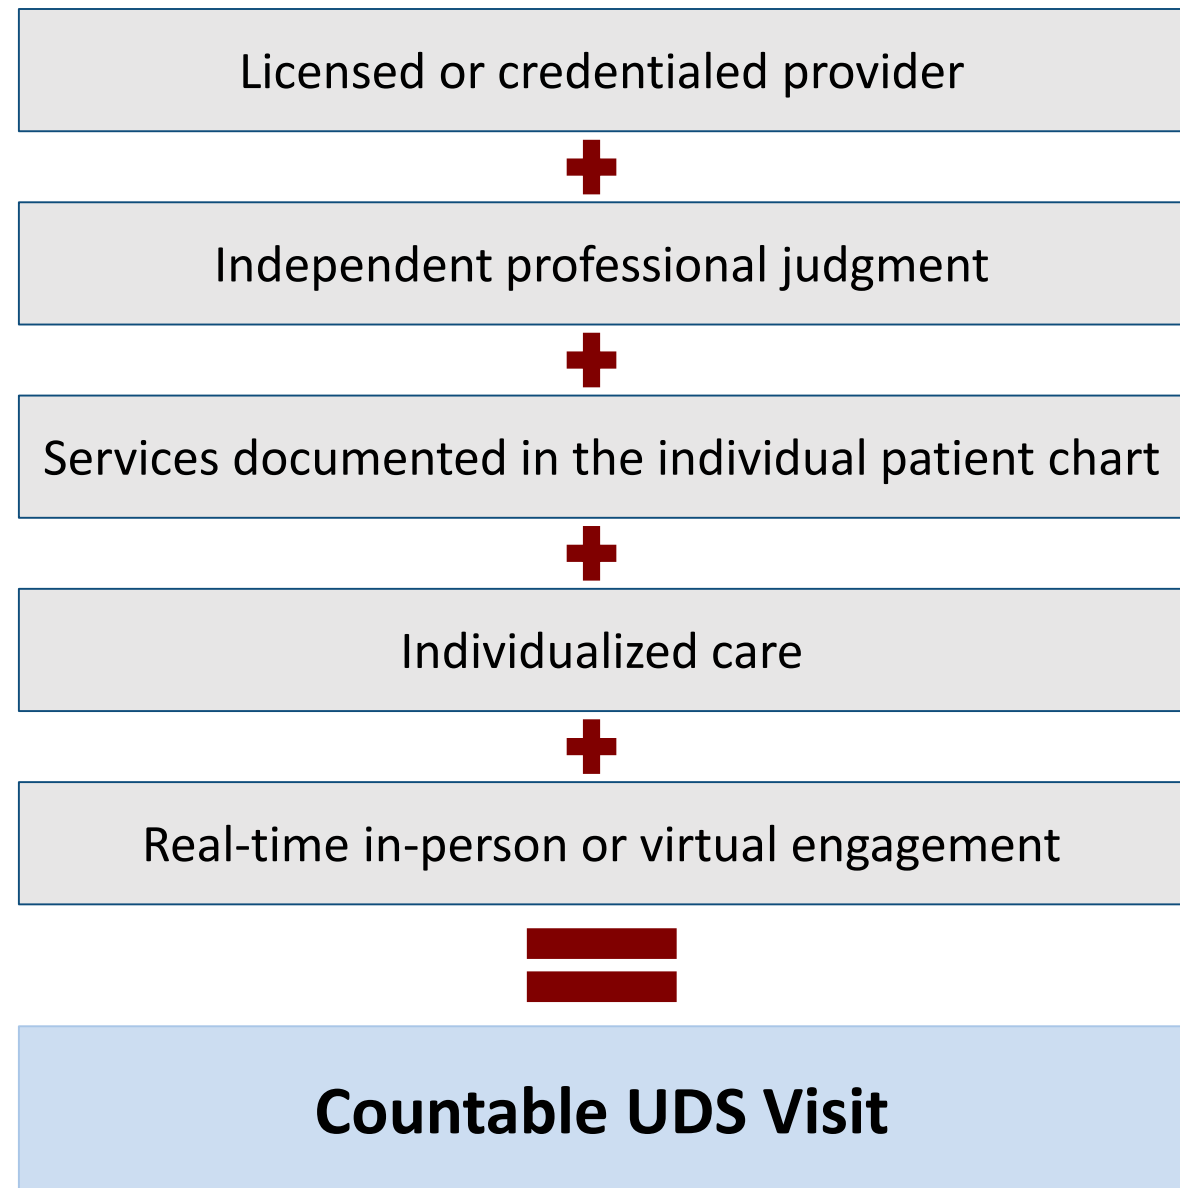 Licensed or credentialed provider
Independent professional judgment
Services documented in the individual patient chart
Individualized care
Real-time in-person or virtual engagement
Countable UDS Visit